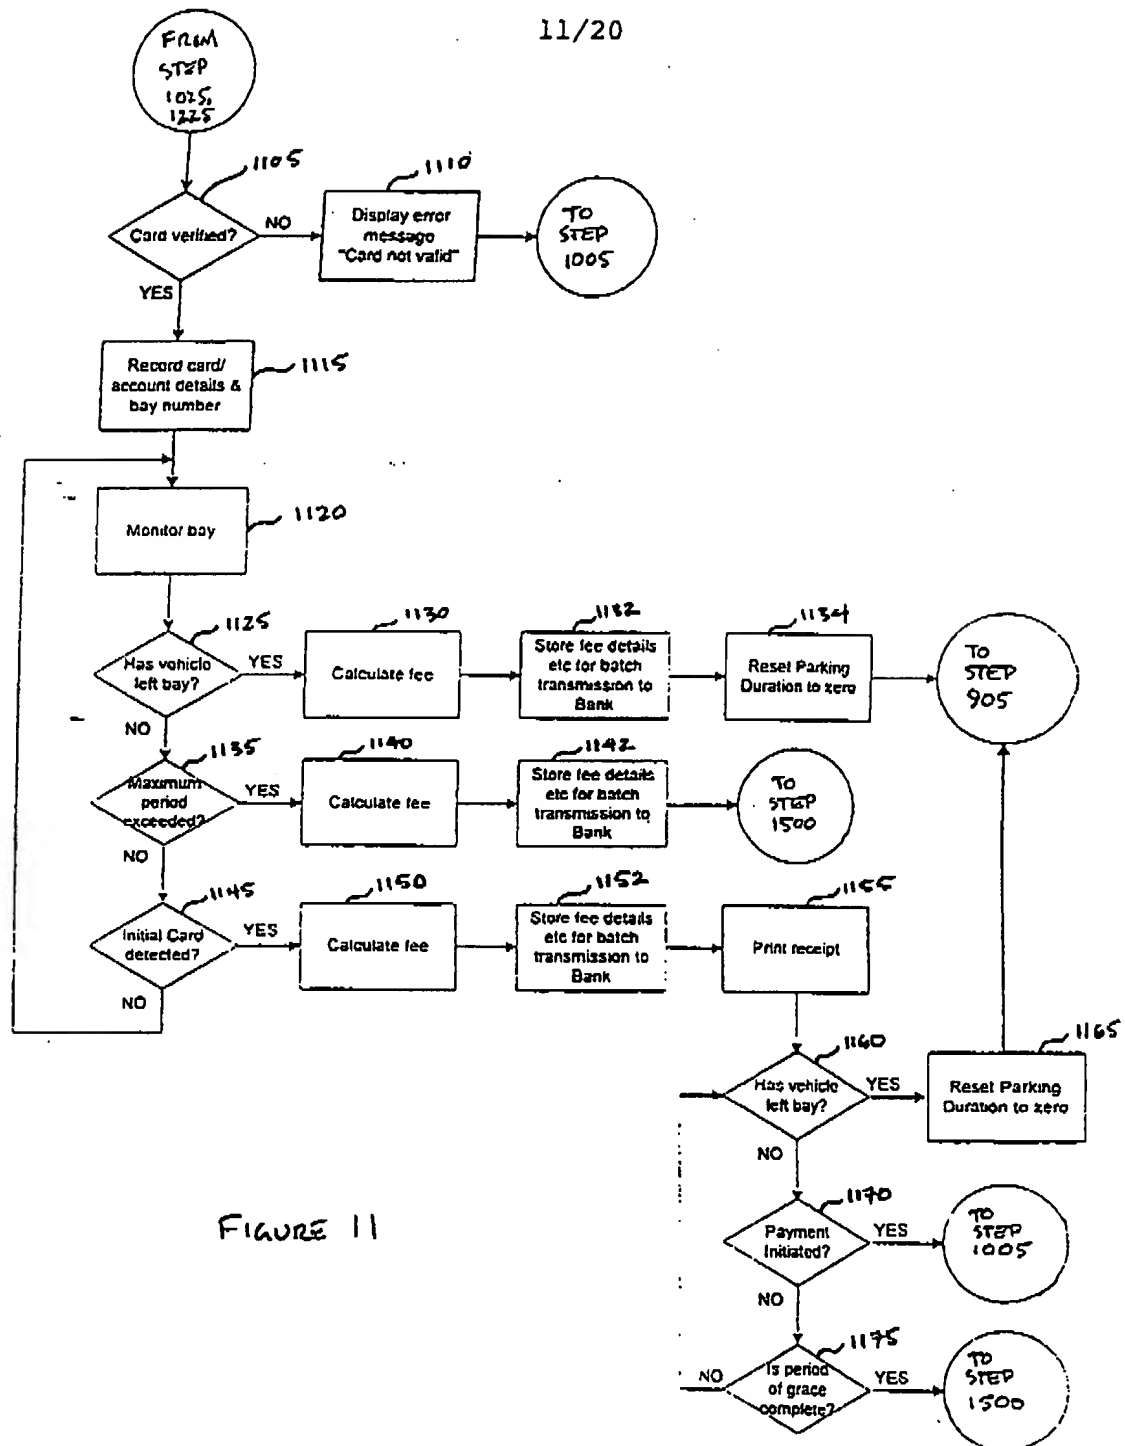 11/20
FROM
STEP
1025,
1225
1105
1110
Card verified?
NO
Display error
message
"Card not valid"
TO
STEP
1005
YES
Record card/
account details &
bay number
1115
Monitor bay
1120
1125
Has vehicle
left bay?
YES
1130
Calculate fee
1132
Store fee details
etc for batch
transmission to
Bank
1134
Reset Parking
Duration to zero
TO
STEP
905
NO
1135
Maximum
period
exceeded?
YES
1140
Calculate fee
1142
Store fee details
etc for batch
transmission to
Bank
TO
STEP
1500
NO
1145
Initial Card
detected?
YES
1150
Calculate fee
1152
Store fee details
etc for batch
transmission to
Bank
1155
Print receipt
NO
1160
Has vehicle
left bay?
YES
1165
Reset Parking
Duration to zero
NO
1170
Payment
Initiated?
YES
TO
STEP
1005
NO
1175
Is period
of grace
complete?
NO
YES
TO
STEP
1500
FIGURE 11